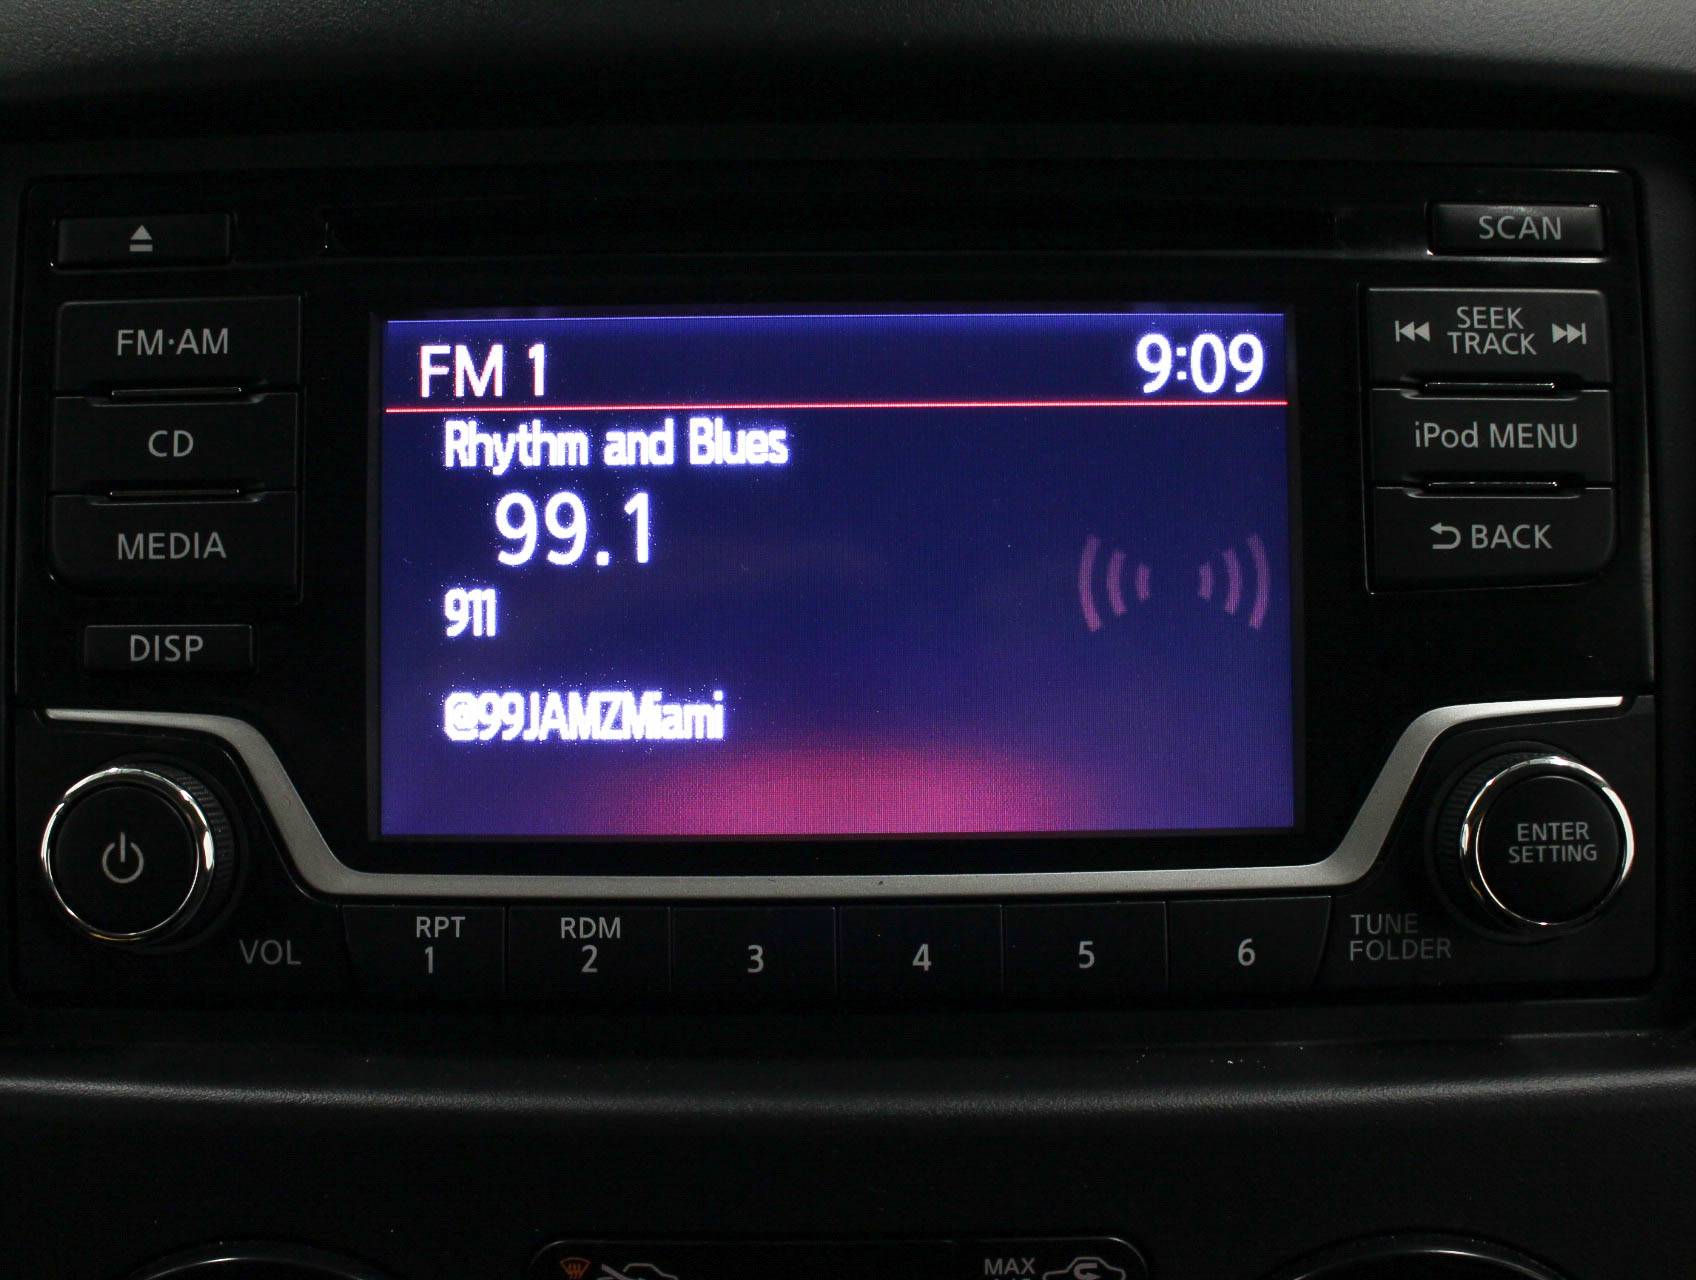 SCAN
FM·AM
SEEK
TRACK
FM 1 9:09
Rhythm and Blues
CD
iPod MENU
99.1
MEDIA
BACK
911
DISP
@99JAMZMiami
ENTER
SETTING
VOL
RPT
1
RDM
2
3
4
5
6
TUNE
FOLDER
MAX